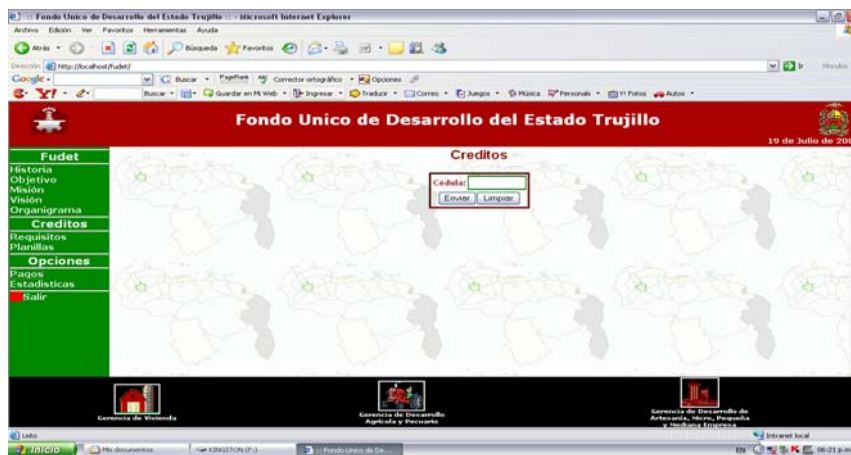 :: Fondo Unico de Desarrollo del Estado Trujillo :: - Microsoft Internet Explorer
Archivo Edición Ver Favoritos Herramientas Ayuda
Atrás Búsqueda Favoritos
Dirección http://localhost/fudet/ Ir Vínculos
Google Buscar PageRank Corrector ortográfico Opciones
Y! Buscar Guardar en Mi Web Ingresar Traducir Correo Juegos Música Personals Yi Fotos Autos
Fondo Unico de Desarrollo del Estado Trujillo
19 de Julio de 200
Fudet
Historia
Objetivo
Misión
Visión
Organigrama
Creditos
Requisitos
Planillas
Opciones
Pagos
Estadisticas
Salir
Creditos
Cédula:
Enviar Limpiar
Gerencia de Vivienda
Gerencia de Desarrollo
Agrícola y Pecuario
Gerencia de Desarrollo de
Artesanía, Micro, Pequeña
y Mediana Empresa
Listo Intranet local
Inicio Mis documentos KINGSTON (F:) :: Fondo Unico de De... EN 06:21 p.m.